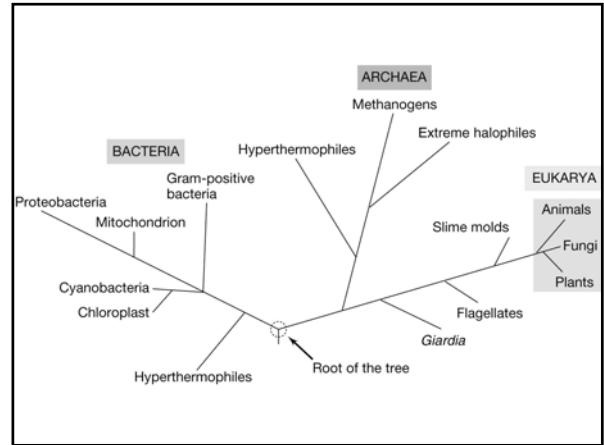 ARCHAEA
Methanogens
Extreme halophiles
Hyperthermophiles
BACTERIA
Gram-positive
bacteria
EUKARYA
Proteobacteria
Mitochondrion
Animals
Slime molds
Fungi
Cyanobacteria
Plants
Chloroplast
Flagellates
Giardia
Root of the tree
Hyperthermophiles